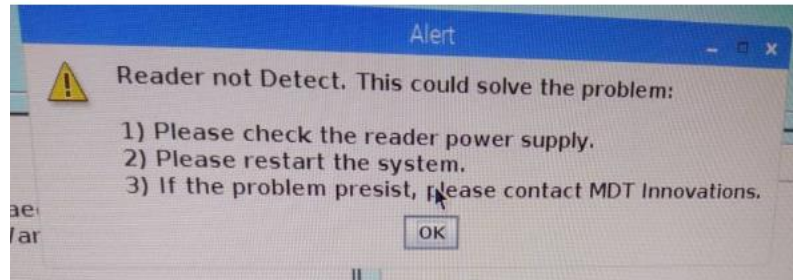 Alert
Reader not Detect. This could solve the problem:
1) Please check the reader power supply.
2) Please restart the system.
3) If the problem presist, please contact MDT Innovations.
OK